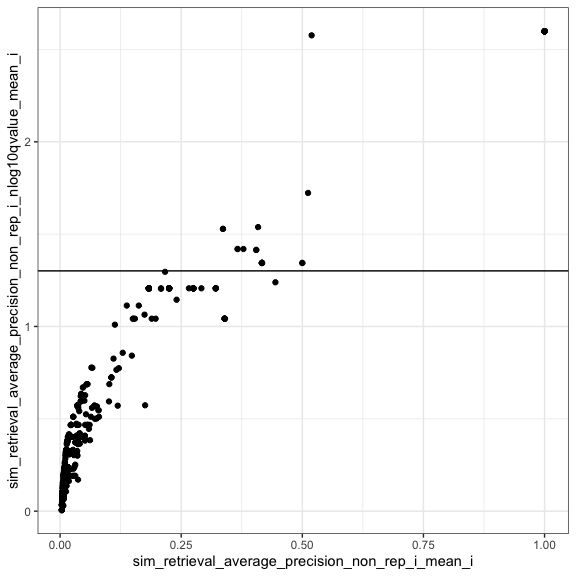 sim_retrieval_average_precision_non_rep_i_nlog10qvalue_mean_i
2
1
0
0.00 0.25 0.50 0.75 1.00
sim_retrieval_average_precision_non_rep_i_mean_i